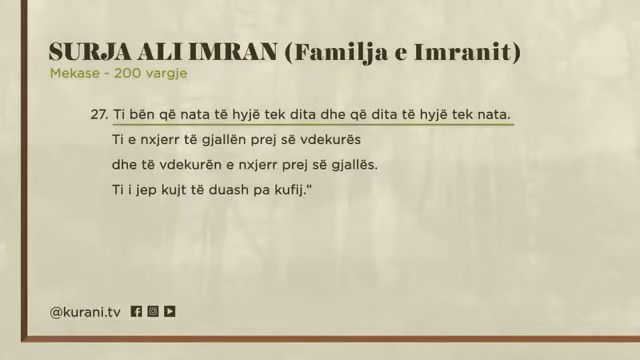 SURJA ALI IMRAN (Familja e Imranit)
Mekase - 200 vargje
27. Ti bën që nata të hyjë tek dita dhe që dita të hyjë tek nata.
Ti e nxjerr të gjallën prej së vdekurës
dhe të vdekurën e nxjerr prej së gjallës.
Ti i jep kujt të duash pa kufij.”
@kurani.tv